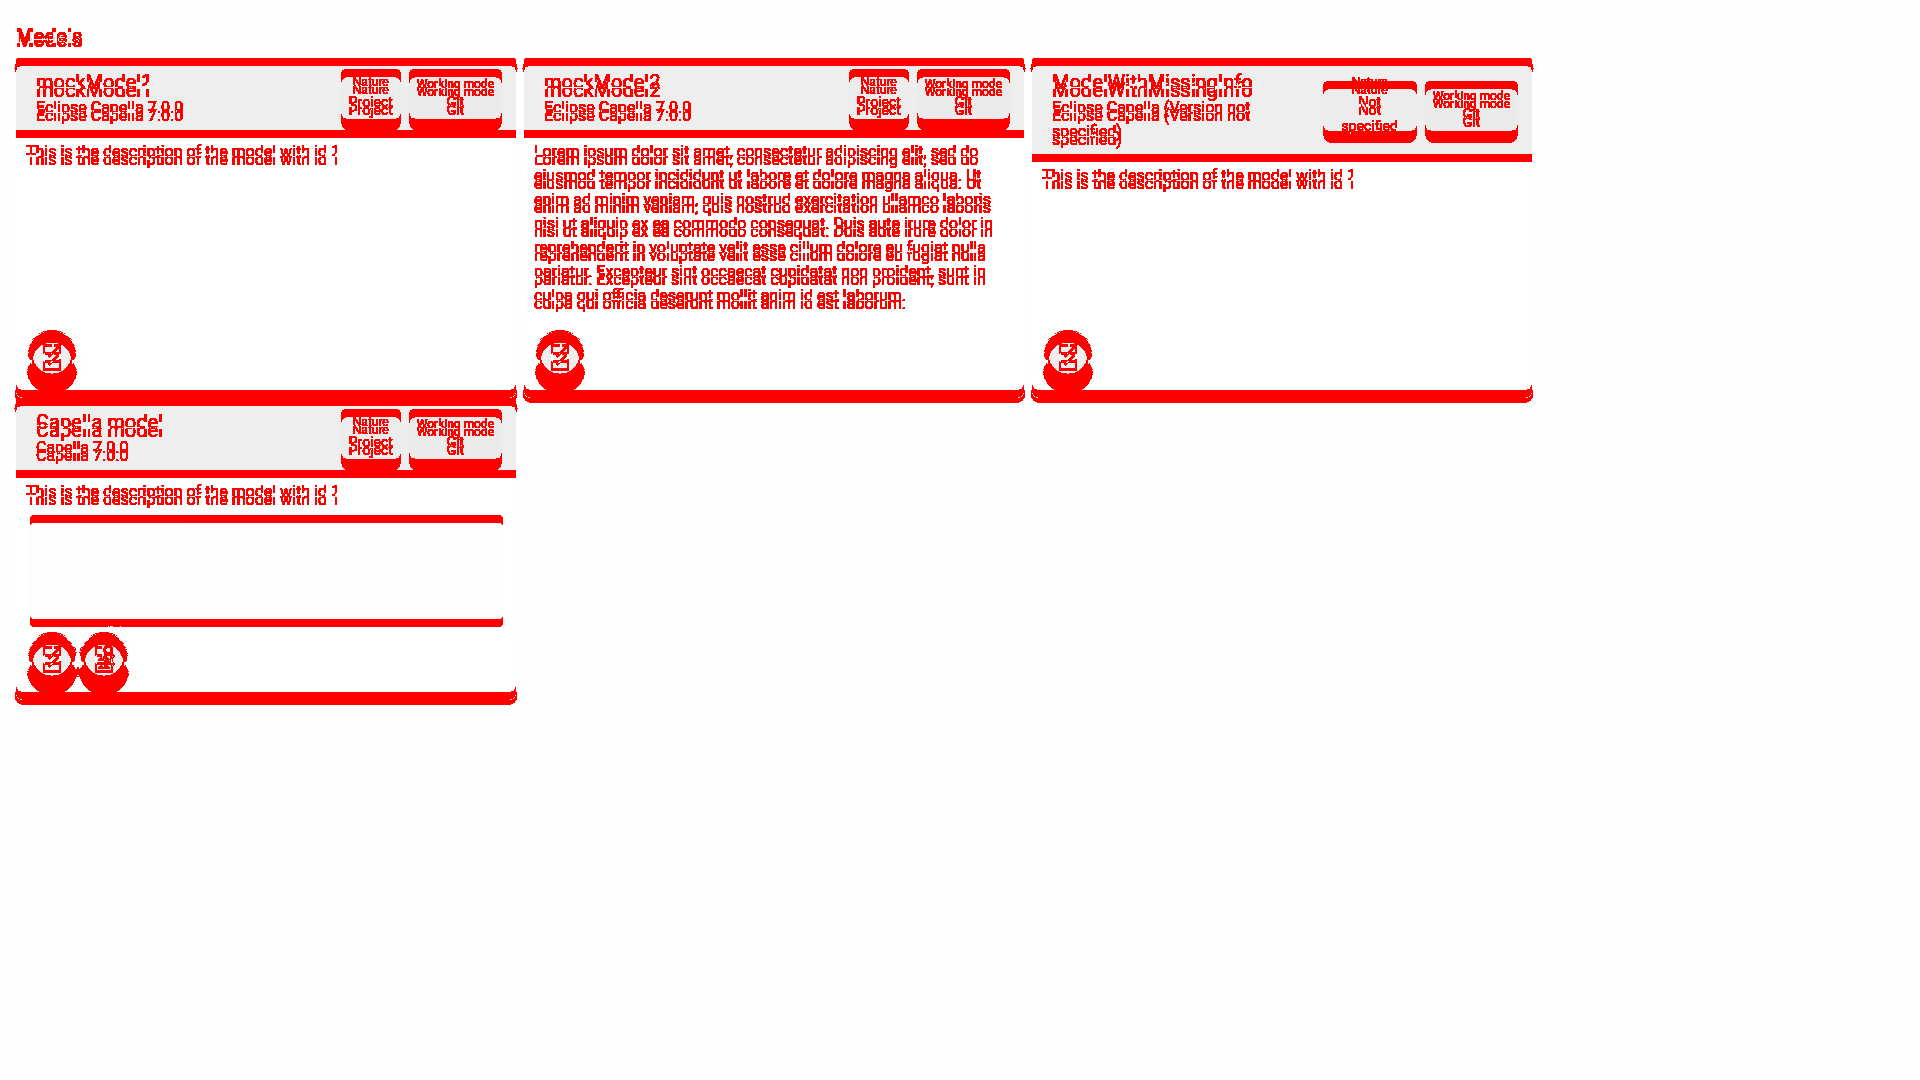 Models
mockModel1
Eclipse Capella 7.0.0
Nature
Project
Working mode
Git
This is the description of the model with id 1
mockModel2
Eclipse Capella 7.0.0
Nature
Project
Working mode
Git
Lorem ipsum dolor sit amet, consectetur adipiscing elit, sed do
eiusmod tempor incididunt ut labore et dolore magna aliqua. Ut
enim ad minim veniam, quis nostrud exercitation ullamco laboris
nisi ut aliquip ex ea commodo consequat. Duis aute irure dolor in
reprehenderit in voluptate velit esse cillum dolore eu fugiat nulla
pariatur. Excepteur sint occaecat cupidatat non proident, sunt in
culpa qui officia deserunt mollit anim id est laborum.
ModelWithMissingInfo
Eclipse Capella (Version not
specified)
Nature
Not
specified
Working mode
Git
This is the description of the model with id 1
Capella model
Capella 7.0.0
Nature
Project
Working mode
Git
This is the description of the model with id 1